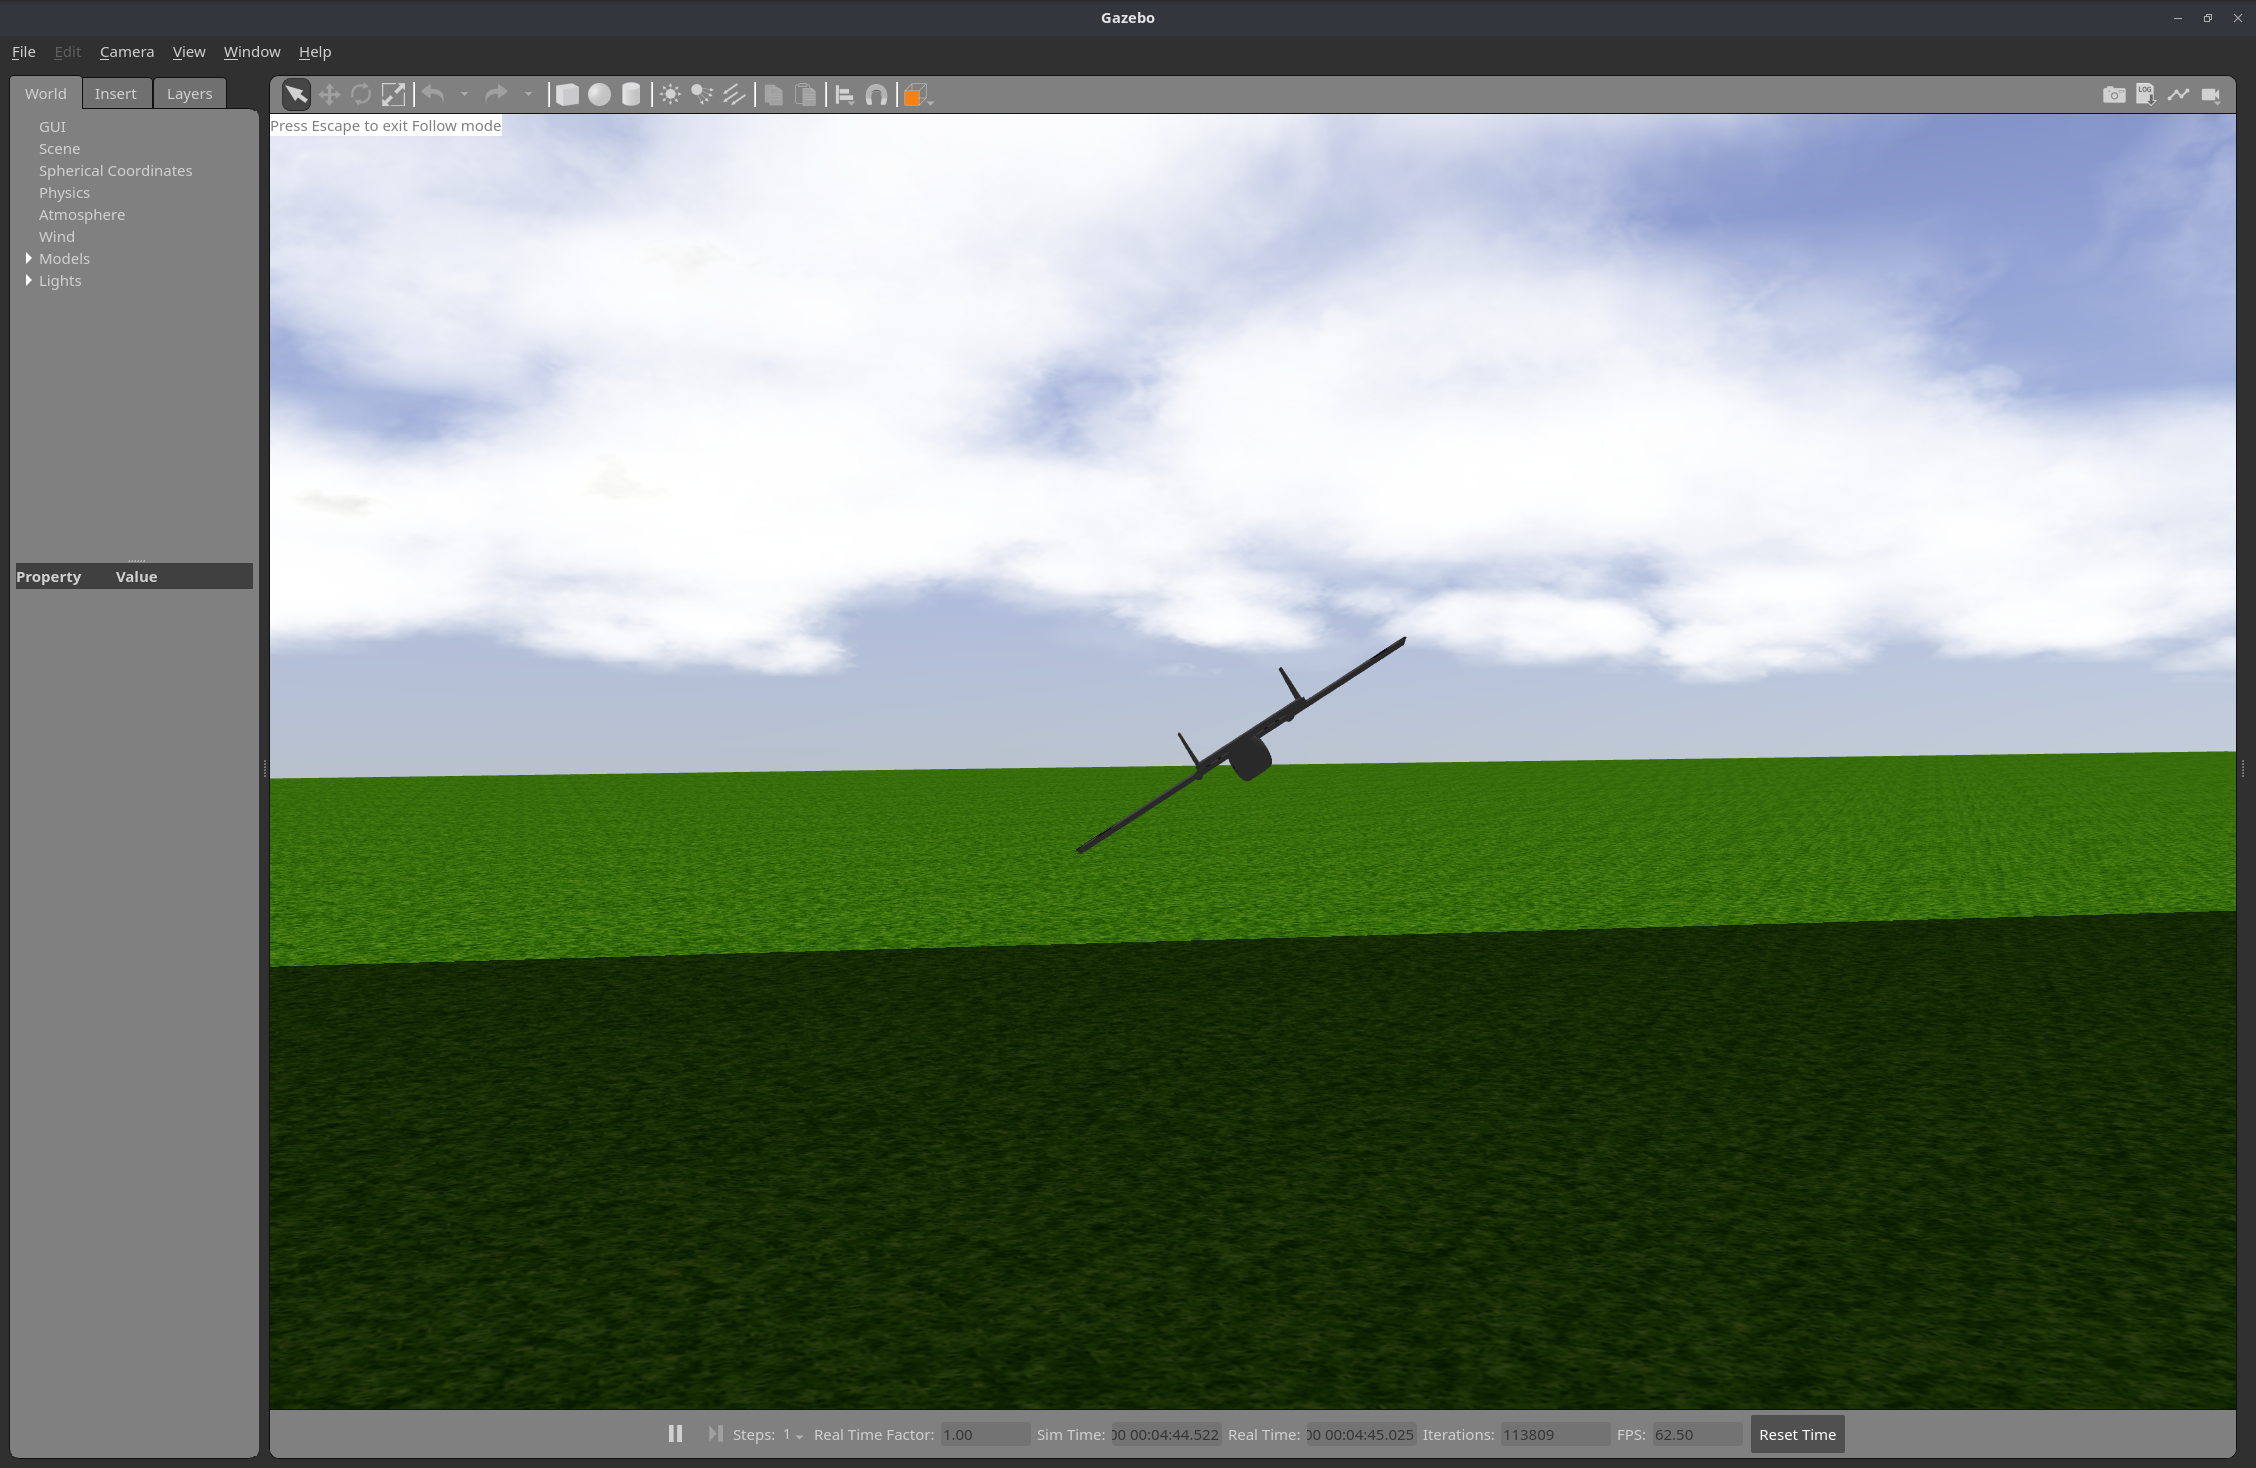 Gazebo
File Edit Camera View Window Help
World Insert Layers
LOG
Press Escape to exit Follow mode
GUI
Scene
Spherical Coordinates
Physics
Atmosphere
Wind
Models
Lights
Property Value
Steps: 1 Real Time Factor: 1.00 Sim Time: 00 00:04:44.522 Real Time: 00 00:04:45.025 Iterations: 113809 FPS: 62.50 Reset Time